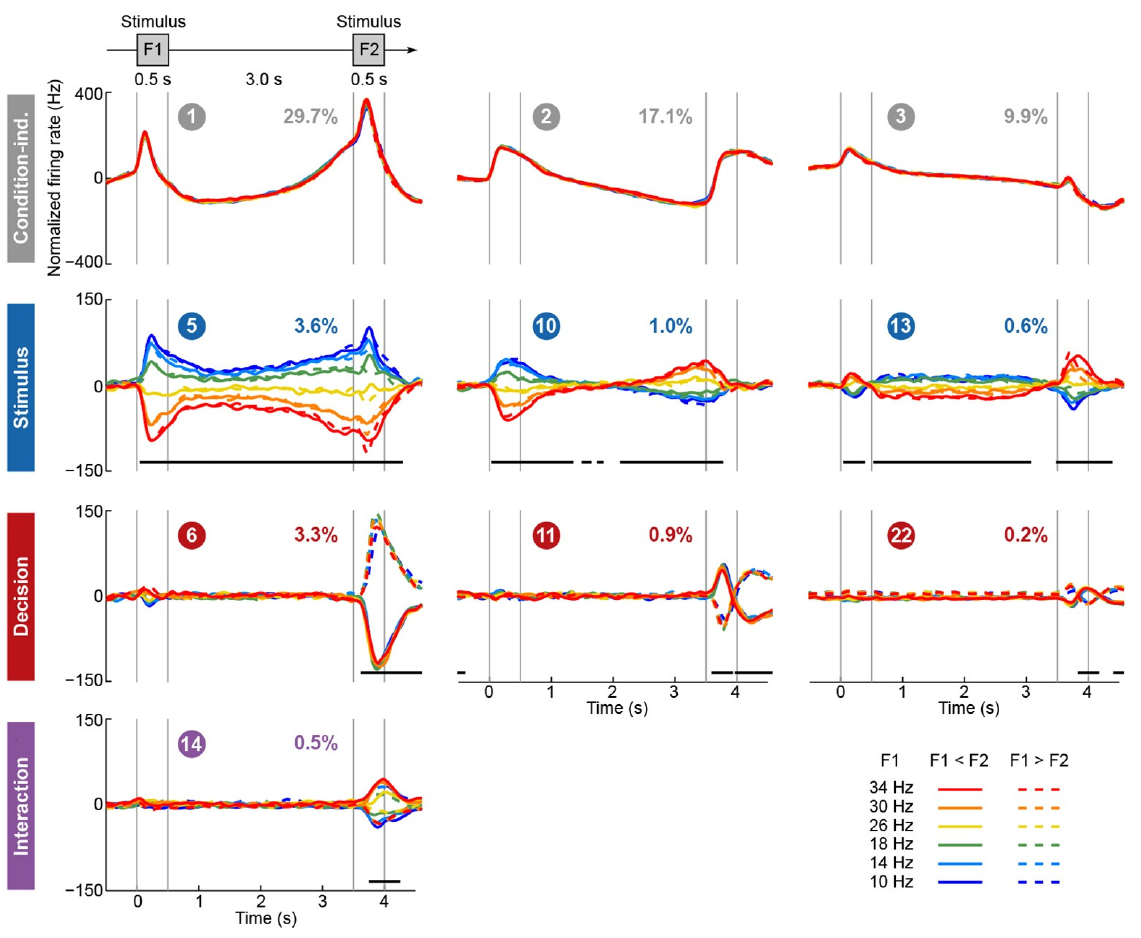 Stimulus Stimulus
F1 F2
0.5 s 3.0 s 0.5 s
Condition-ind.
Normalized firing rate (Hz)
400
0
−400
1 29.7%
2 17.1%
3 9.9%
Stimulus
150
0
−150
5 3.6%
10 1.0%
13 0.6%
Decision
150
0
−150
6 3.3%
11 0.9%
22 0.2%
0 1 2 3 4
Time (s)
0 1 2 3 4
Time (s)
Interaction
150
0
−150
14 0.5%
0 1 2 3 4
Time (s)
F1 F1 < F2 F1 > F2
34 Hz
30 Hz
26 Hz
18 Hz
14 Hz
10 Hz